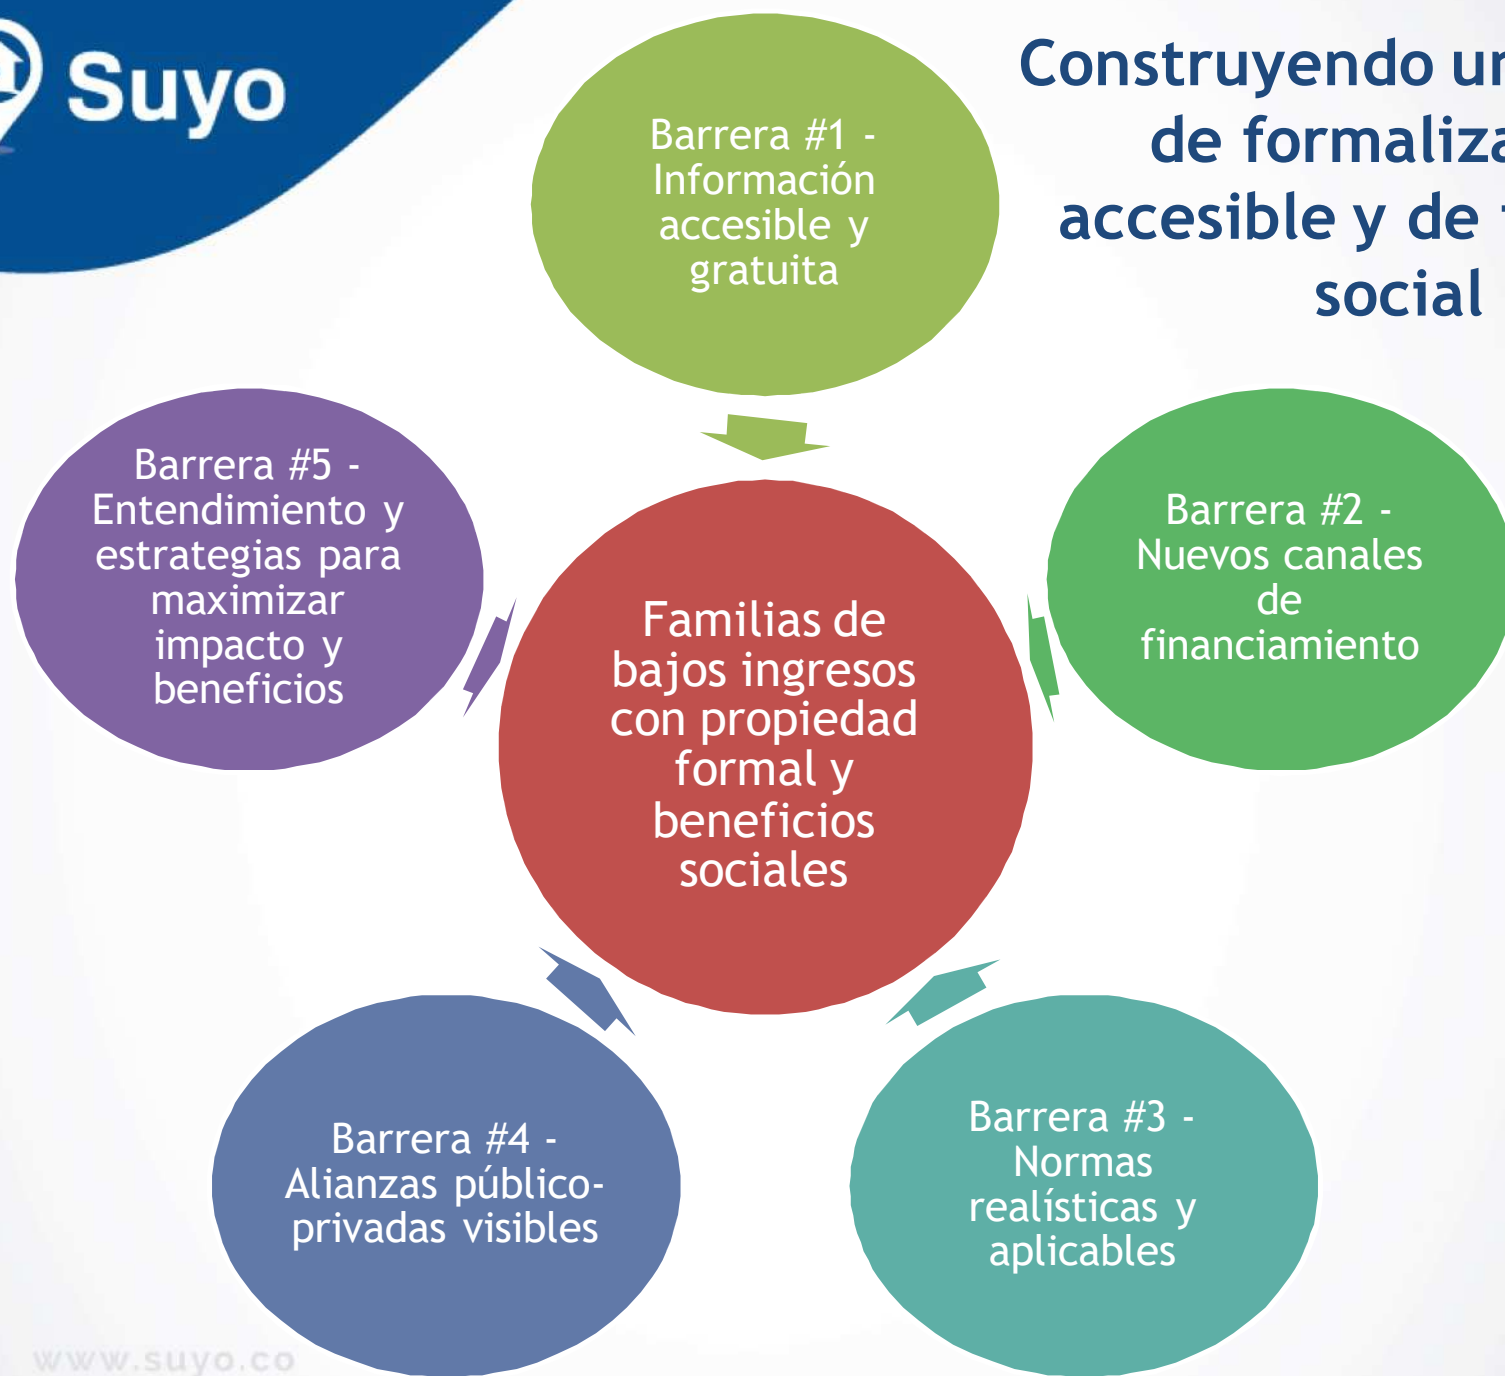 Suyo
Construyendo un
de formaliza
accesible y de
social
Barrera #1 -
Información
accesible y
gratuita
Barrera #2 -
Nuevos canales
de
financiamiento
Barrera #3 -
Normas
realísticas y
aplicables
Barrera #4 -
Alianzas público-
privadas visibles
Barrera #5 -
Entendimiento y
estrategias para
maximizar
impacto y
beneficios
Familias de
bajos ingresos
con propiedad
formal y
beneficios
sociales
www.suyo.co